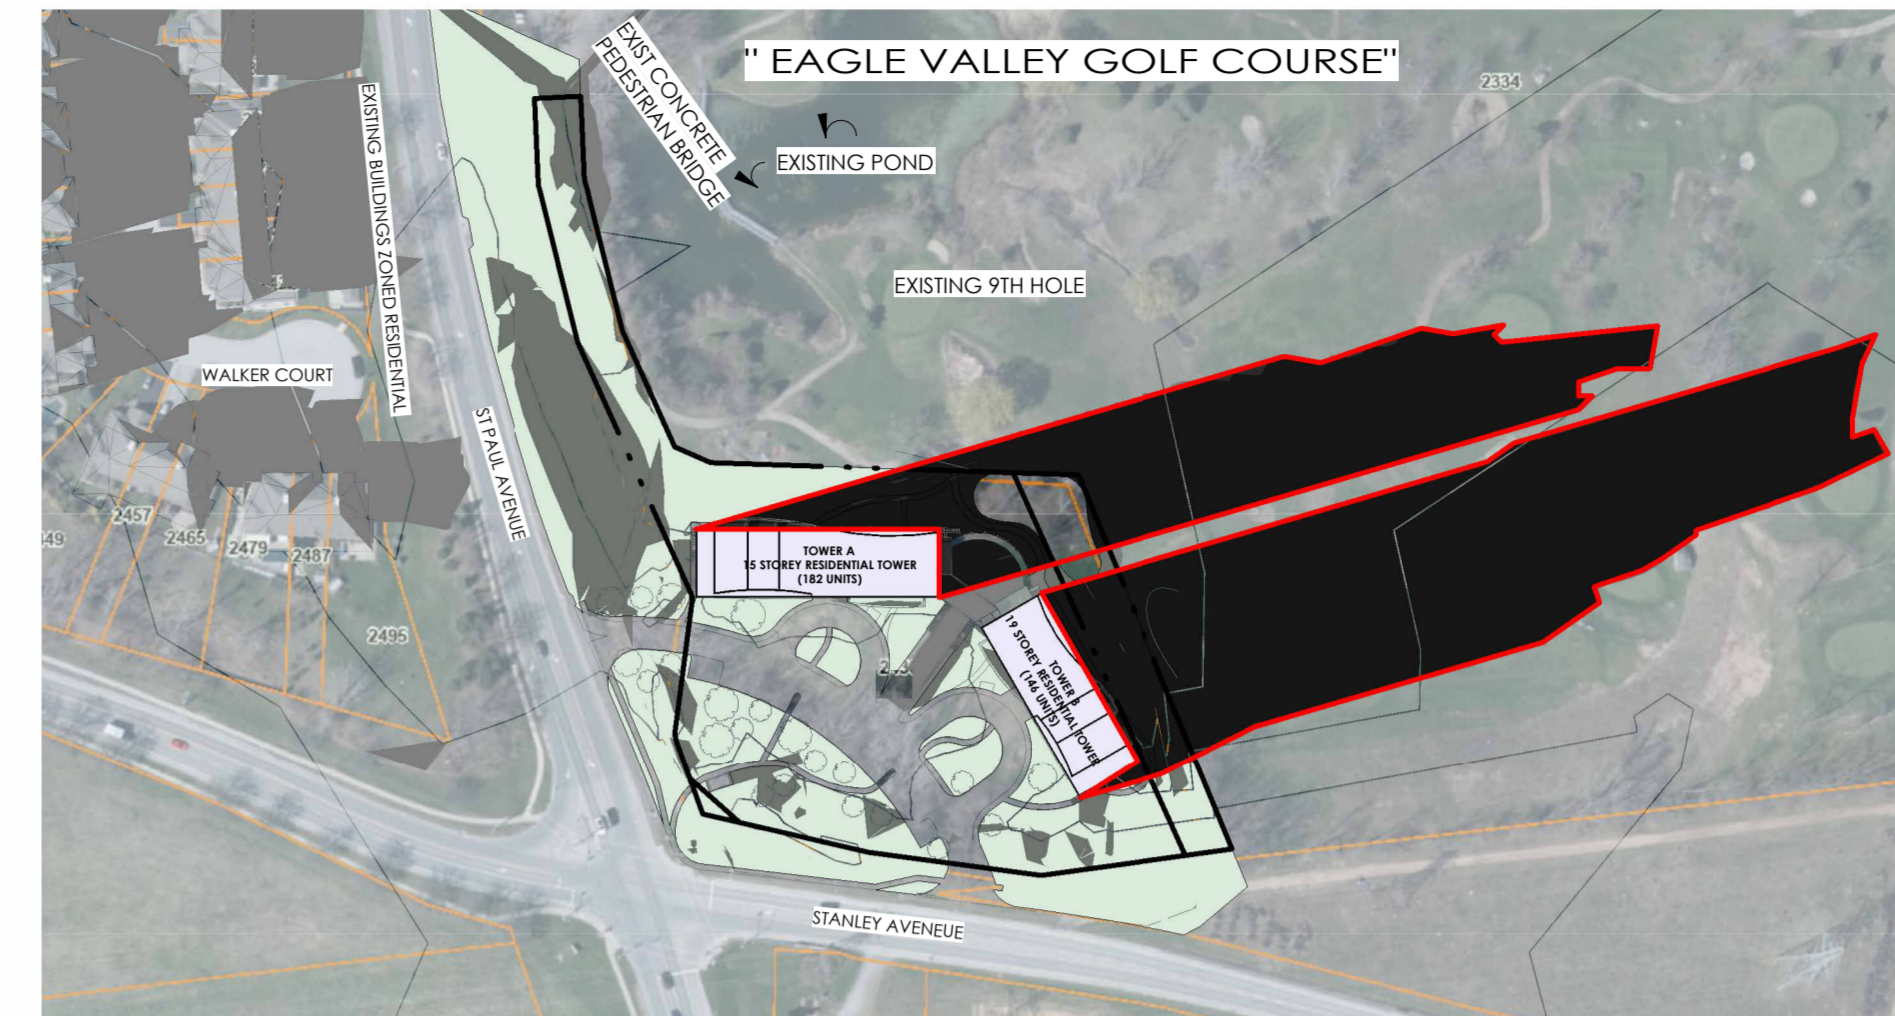 " EAGLE VALLEY GOLF COURSE"
2334
EXIST CONCRETE
PEDESTRIAN BRIDGE
EXISTING POND
EXISTING BUILDINGS ZONED RESIDENTIAL
EXISTING 9TH HOLE
WALKER COURT
ST PAUL AVENUE
2457
2465
2479
2487
2495
TOWER A
15 STOREY RESIDENTIAL TOWER
(182 UNITS)
TOWER B
19 STOREY RESIDENTIAL TOWER
(146 UNITS)
STANLEY AVENEUE